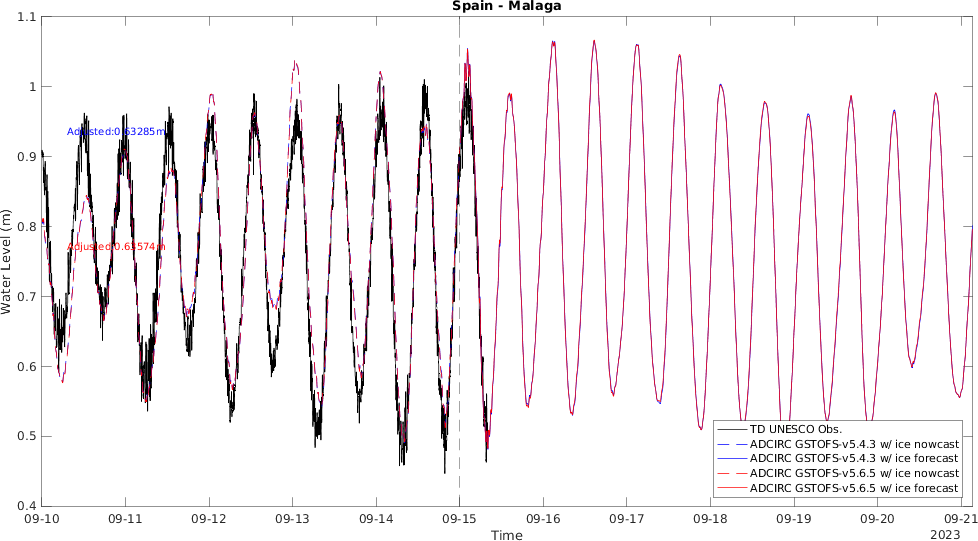 Spain - Malaga
1.1
1
0.9
0.8
0.7
0.6
0.5
0.4
Water Level (m)
Adjusted:0.63285m
Adjusted:0.63574m
TD UNESCO Obs.
ADCIRC GSTOFS-v5.4.3 w/ ice nowcast
ADCIRC GSTOFS-v5.4.3 w/ ice forecast
ADCIRC GSTOFS-v5.6.5 w/ ice nowcast
ADCIRC GSTOFS-v5.6.5 w/ ice forecast
09-10 09-11 09-12 09-13 09-14 09-15 09-16 09-17 09-18 09-19 09-20 09-21
Time
2023